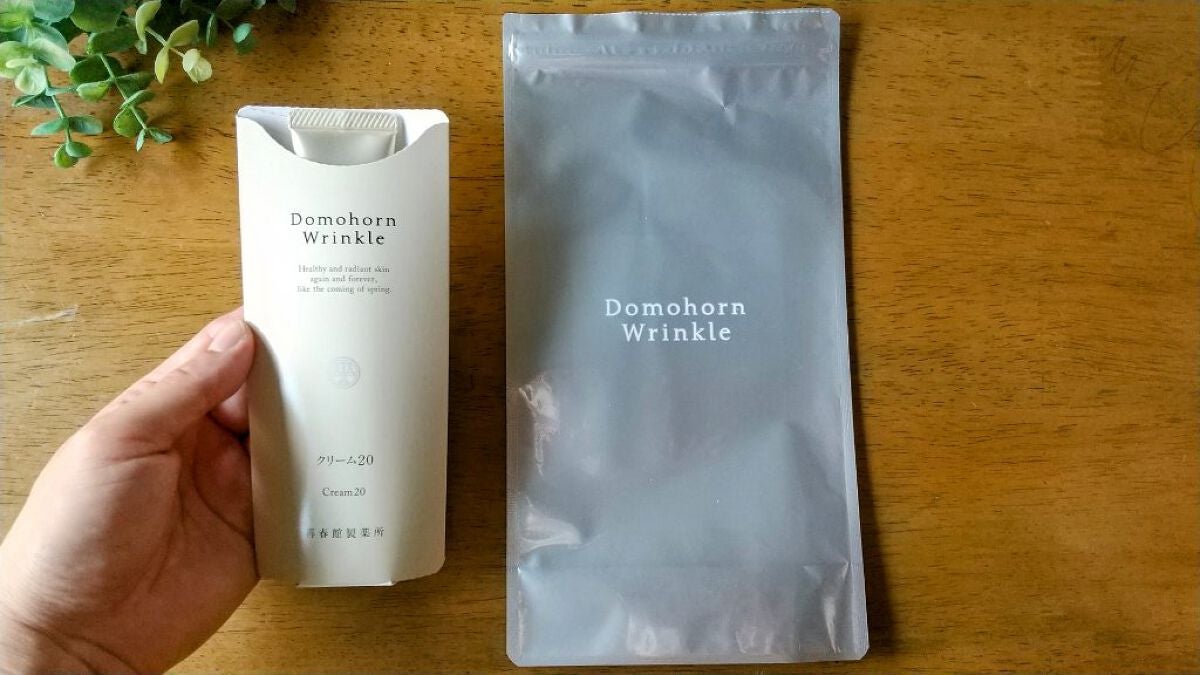 Domohorn
Wrinkle
Healthy and radiant skin
again and forever,
like the coming of spring.
クリーム20
Cream20
再春館製薬所
Domohorn
Wrinkle